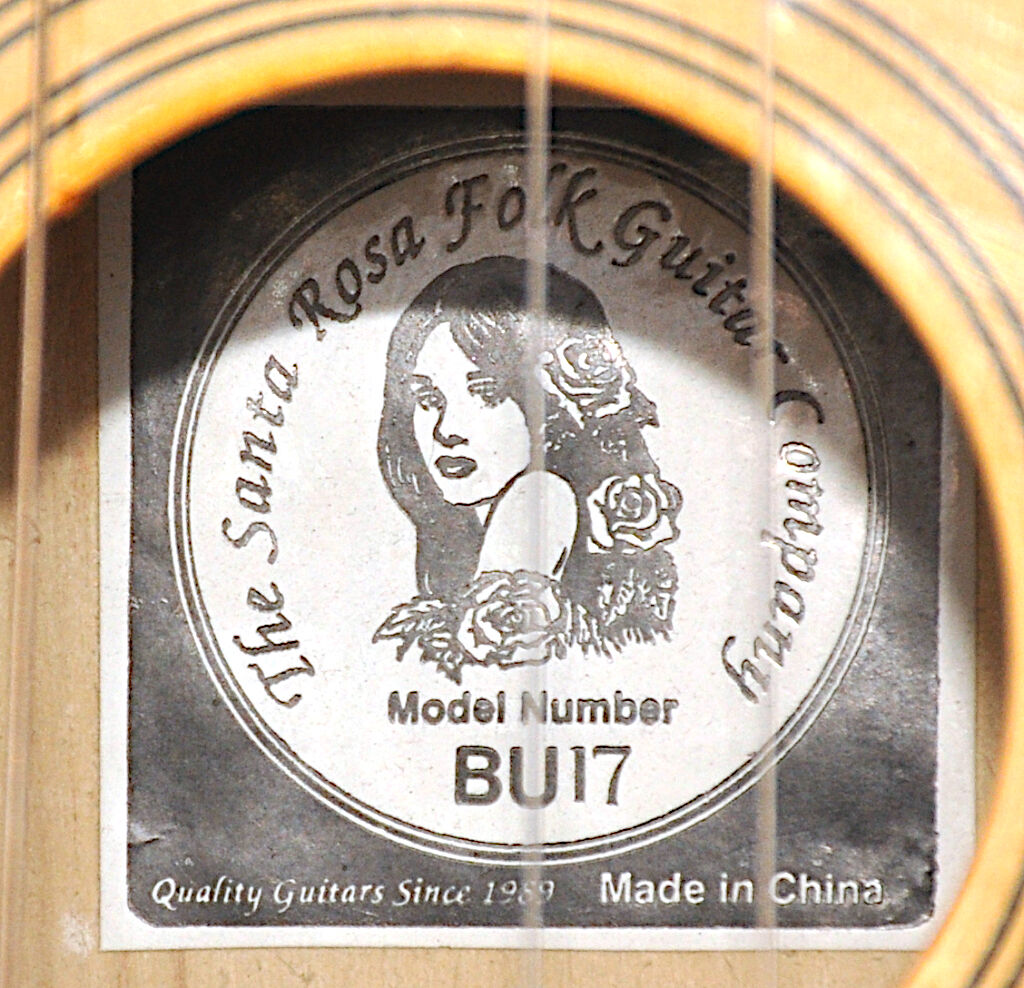 The Santa Rosa Folk Guitar Company
Model Number
BU17
Quality Guitars Since 1989
Made in China